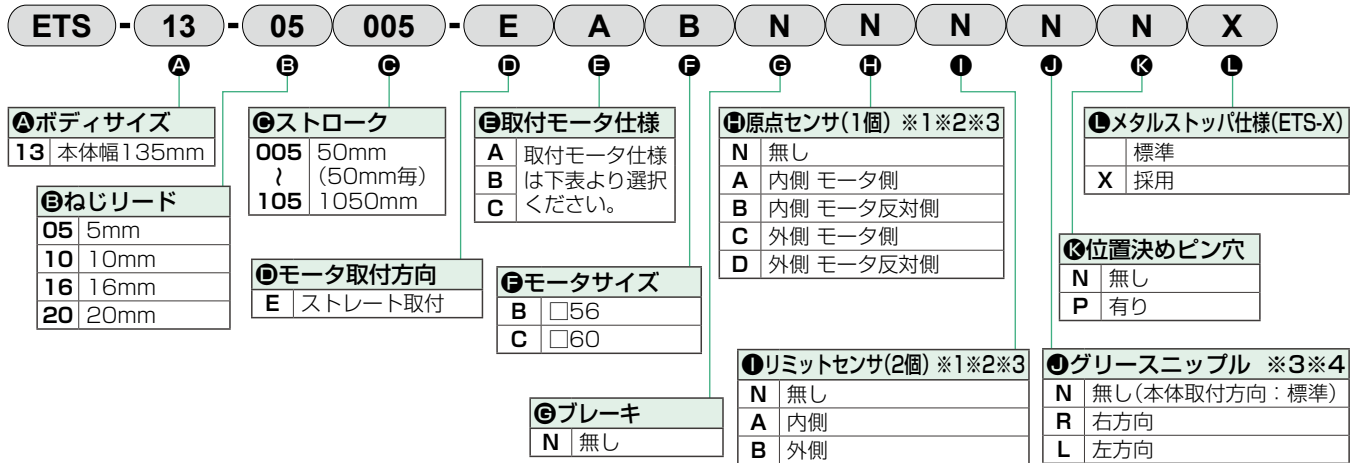 ETS-13-05 005-E A B N N N N N X
Ⓐ Ⓑ Ⓒ Ⓓ Ⓔ Ⓕ Ⓖ Ⓗ Ⓘ Ⓙ Ⓚ Ⓛ
Ⓐボディサイズ
13 本体幅135mm
Ⓑねじリード
05 5mm
10 10mm
16 16mm
20 20mm
Ⓒストローク
005 50mm
〜 (50mm毎)
105 1050mm
Ⓓモータ取付方向
E ストレート取付
Ⓔ取付モータ仕様
A 取付モータ仕様
B は下表より選択
C ください。
Ⓕモータサイズ
B □56
C □60
Ⓖブレーキ
N 無し
Ⓗ原点センサ(1個) ※1※2※3
N 無し
A 内側 モータ側
B 内側 モータ反対側
C 外側 モータ側
D 外側 モータ反対側
Ⓘリミットセンサ(2個) ※1※2※3
N 無し
A 内側
B 外側
Ⓙグリースニップル ※3※4
N 無し(本体取付方向：標準)
R 右方向
L 左方向
Ⓚ位置決めピン穴
N 無し
P 有り
Ⓛメタルストッパ仕様(ETS-X)
標準
X 採用